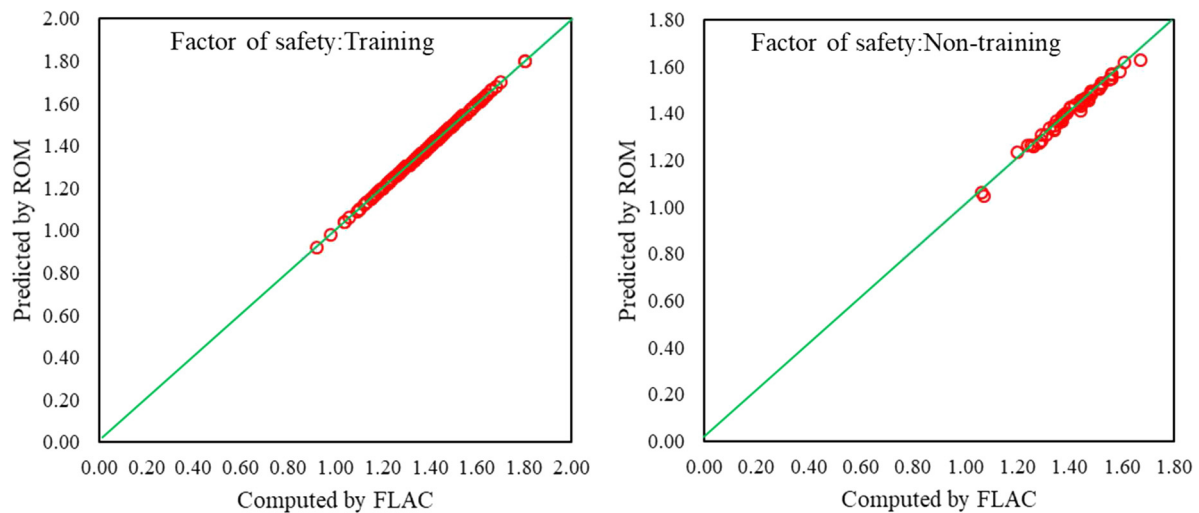 Factor of safety:Training
2.00
1.80
1.60
1.40
1.20
1.00
0.80
0.60
0.40
0.20
0.00
Predicted by ROM
0.00 0.20 0.40 0.60 0.80 1.00 1.20 1.40 1.60 1.80 2.00
Computed by FLAC
Factor of safety:Non-training
1.80
1.60
1.40
1.20
1.00
0.80
0.60
0.40
0.20
0.00
Predicted by ROM
0.00 0.20 0.40 0.60 0.80 1.00 1.20 1.40 1.60 1.80
Computed by FLAC